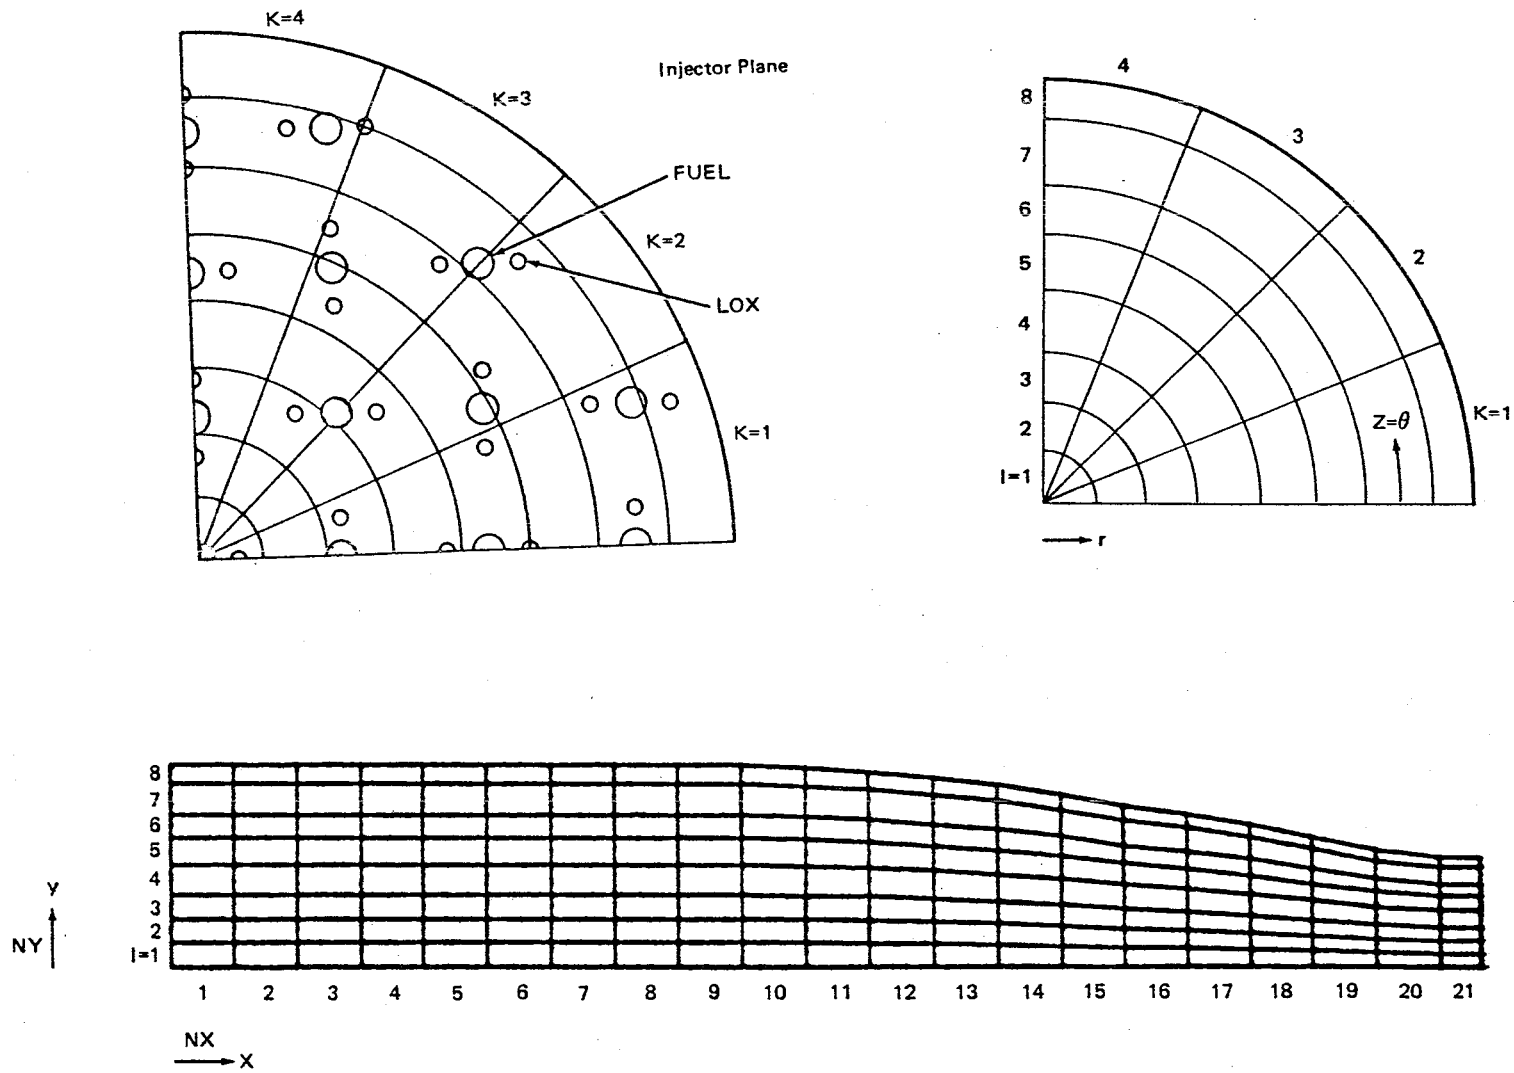 K=4
Injector Plane
K=3
FUEL
K=2
LOX
K=1
4
8
3
7
6
2
5
4
3
K=1
Z=θ
2
I=1
r
8
7
6
5
4
y
3
2
NY
I=1
1 2 3 4 5 6 7 8 9 10 11 12 13 14 15 16 17 18 19 20 21
NX
X